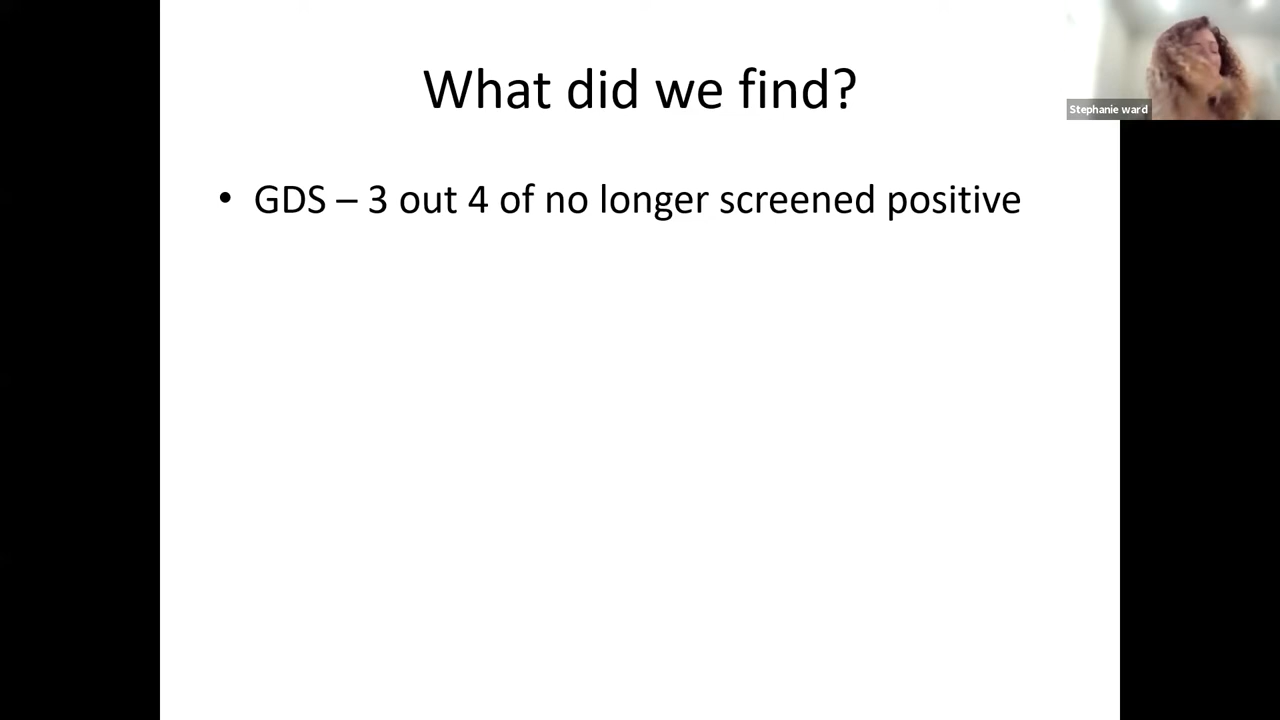 What did we find?
Stephanie ward
• GDS – 3 out 4 of no longer screened positive